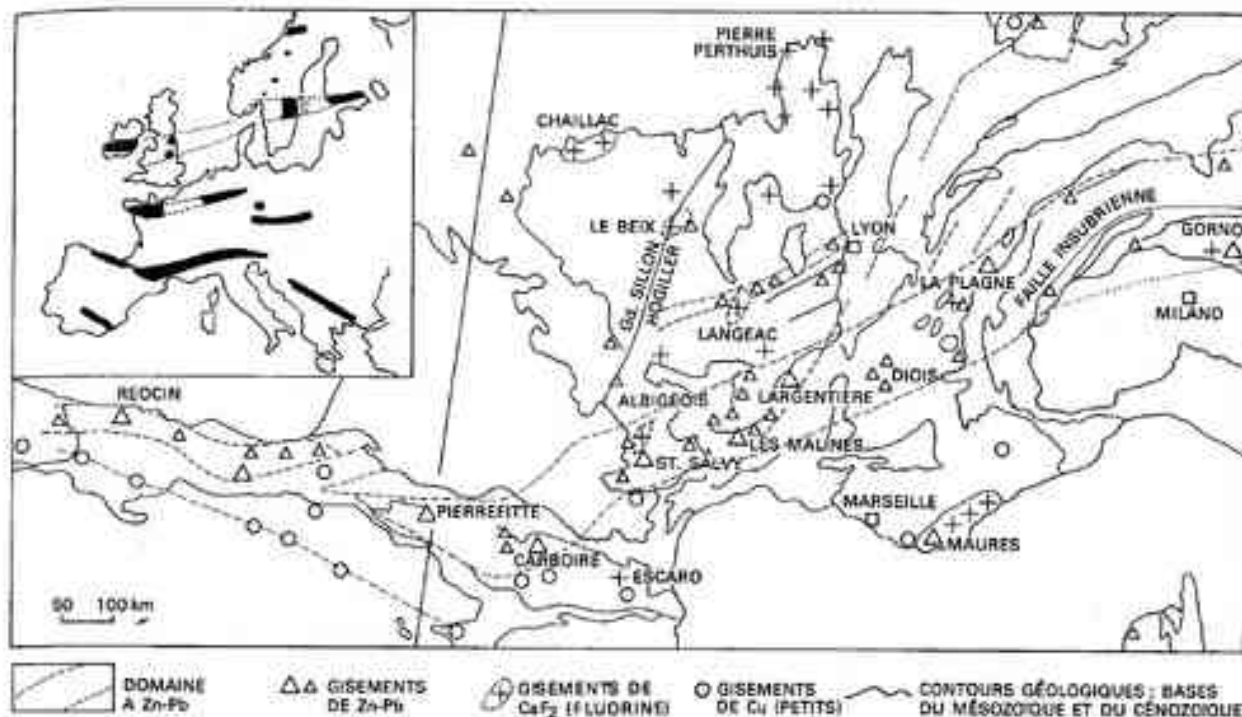 PIERRE
PERTHUIS
CHAILLAC
LE BEIX
LYON
Gd. SILLON
HOGILLER
LANGEAC
LA PLAGNE
FAILLE INSUBRIENNE
GORNO
MILANO
REOCIN
ALBIGEOIS
LARGENTIÈRE
DIOIS
LES MALINES
ST. SALVY
PIERREFITTE
MARSEILLE
MAURES
CARBOIRE
ESCARO
50 100 km
DOMAINE
A Zn-Pb
GISEMENTS
DE Zn-Pb
GISEMENTS DE
CaF2 (FLUORINE)
GISEMENTS
DE Cu (PETITS)
CONTOURS GÉOLOGIQUES : BASES
DU MÉSOZOÏQUE ET DU CÉNOZOÏQUE